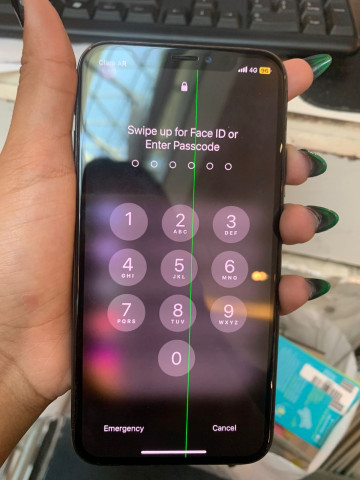 4G
Swipe up for Face ID or
Enter Passcode
1
2
ABC
3
DEF
4
GHI
5
JKL
6
MNO
7
PQRS
8
TUV
9
WXYZ
0
Emergency
Cancel